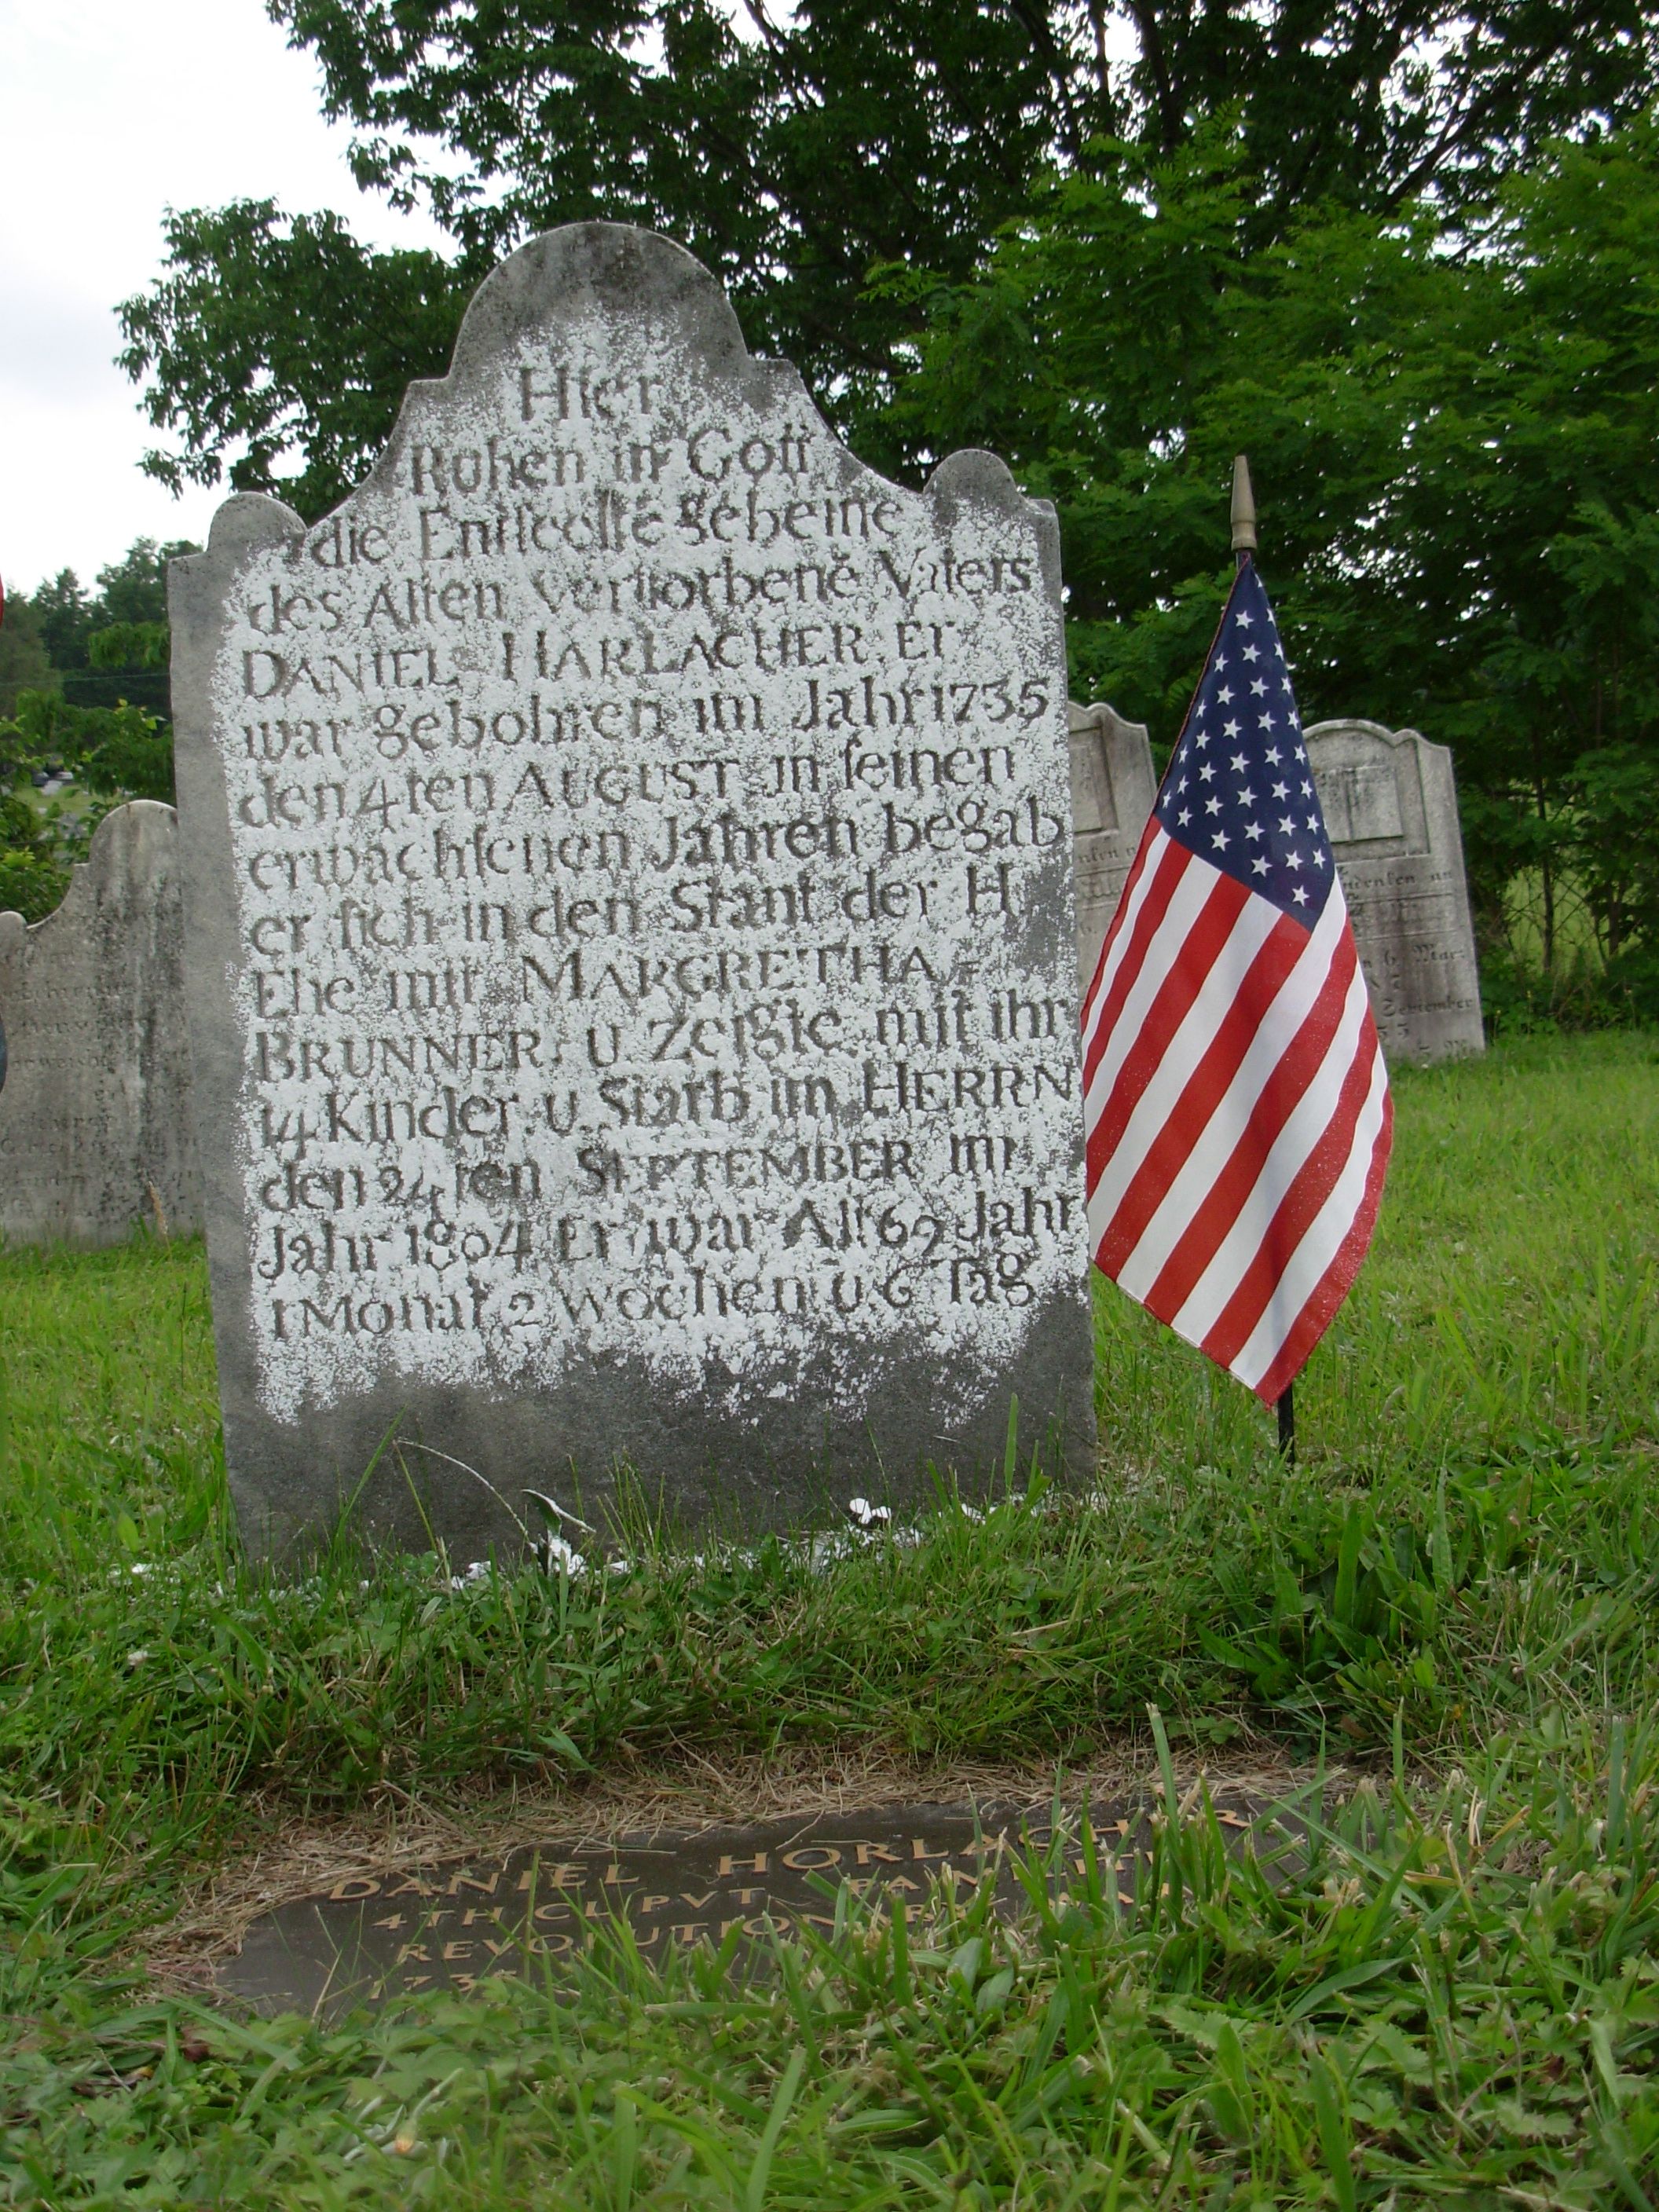 Hier
Ruhen in Gott
die Entseelte gebeine
des Alten verstorbenē Vaters
DANIEL HARLACHER. Er
war gebohren im Jahr 1735
den 4ten AUGUST in seinen
erwachsenen Jahren begab
er sich in den Stant der H
Ehe mit MARGRETHA =
BRUNNER. u. Zeigte mit ihr
14 Kinder. u. Starb im HERRN
den 24ten SEPTEMBER im
Jahr 1804 Er war Alt 69 Jahr
1 Monat 2 wochen u. 6 Tag
DANIEL HORLACHER
4TH CL PVT
REVOLUTIONARY